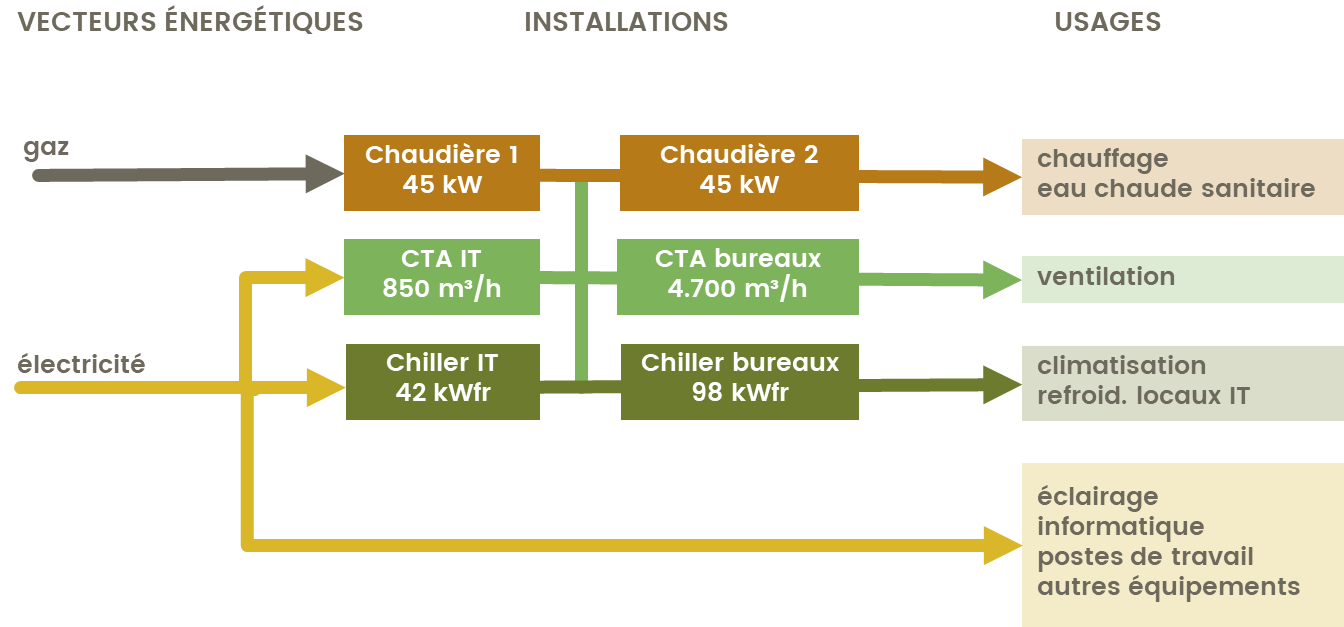 VECTEURS ÉNERGÉTIQUES
INSTALLATIONS
USAGES
gaz
Chaudière 1
45 kW
Chaudière 2
45 kW
chauffage
eau chaude sanitaire
CTA IT
850 m³/h
CTA bureaux
4.700 m³/h
ventilation
électricité
Chiller IT
42 kWfr
Chiller bureaux
98 kWfr
climatisation
refroid. locaux IT
éclairage
informatique
postes de travail
autres équipements